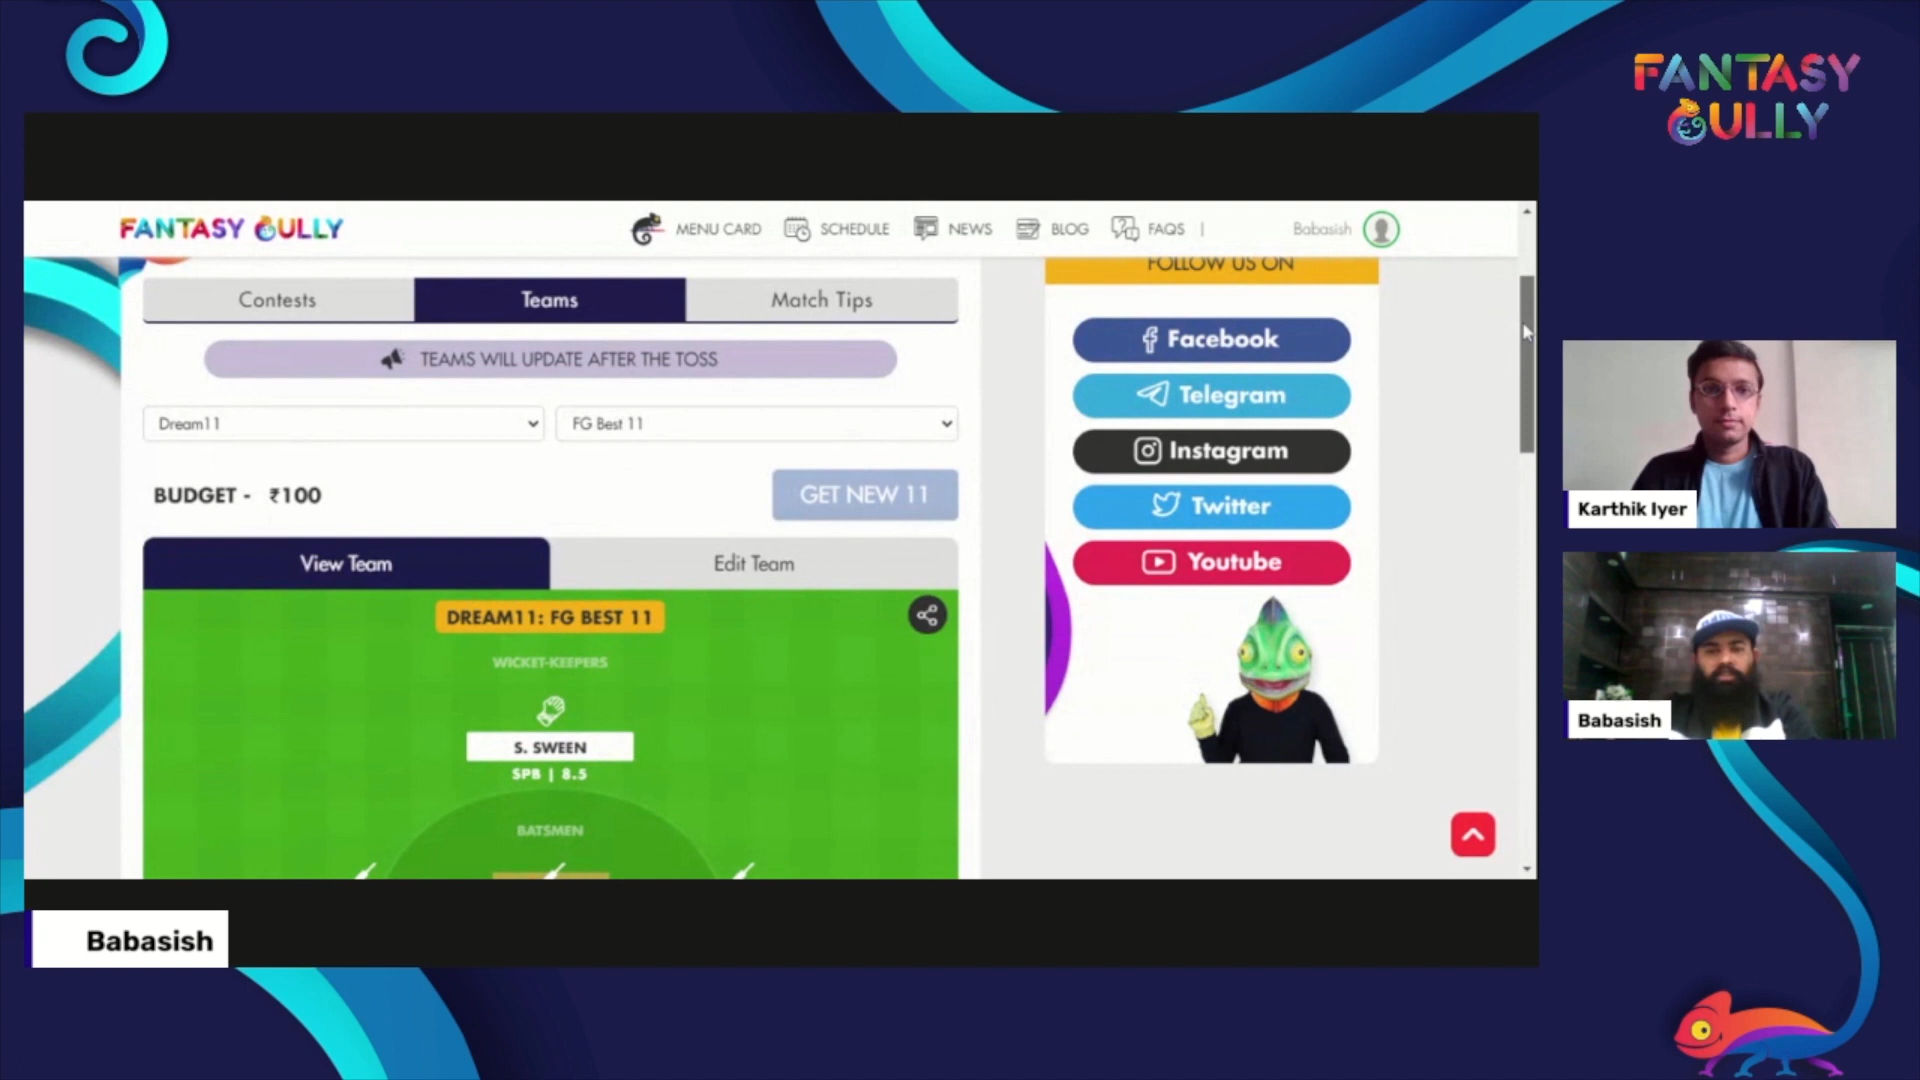 FANTASY
GULLY
FANTASY GULLY
MENU CARD
SCHEDULE
NEWS
BLOG
FAQS |
Babasish
Contests
Teams
Match Tips
TEAMS WILL UPDATE AFTER THE TOSS
Dream11
FG Best 11
BUDGET - ₹100
GET NEW 11
View Team
Edit Team
DREAM11: FG BEST 11
WICKET-KEEPERS
S. SWEEN
SPB | 8.5
BATSMEN
FOLLOW US ON
Facebook
Telegram
Instagram
Twitter
Youtube
Karthik Iyer
Babasish
Babasish